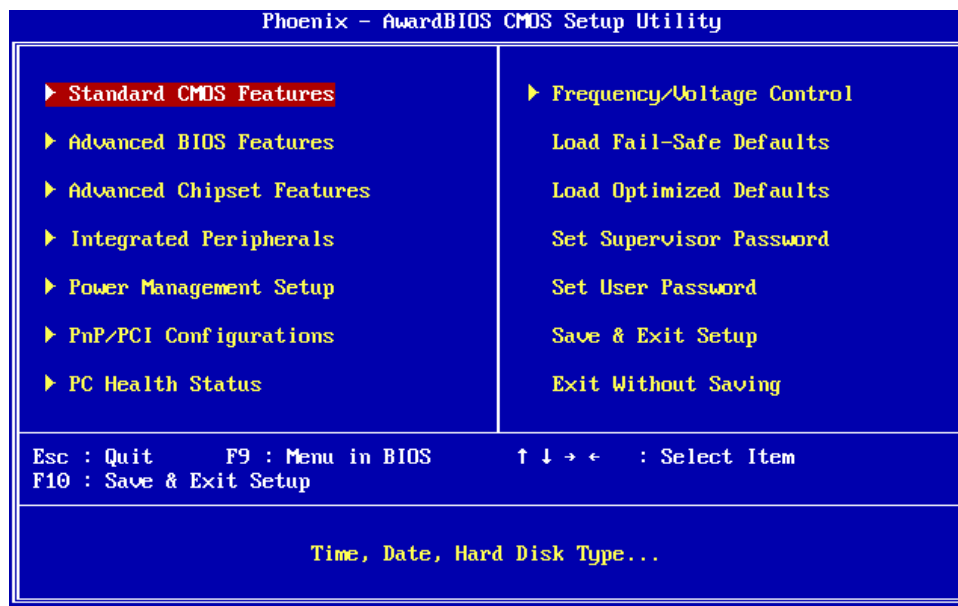 Phoenix - AwardBIOS CMOS Setup Utility
Standard CMOS Features
Advanced BIOS Features
Advanced Chipset Features
Integrated Peripherals
Power Management Setup
PnP/PCI Configurations
PC Health Status
Frequency/Voltage Control
Load Fail-Safe Defaults
Load Optimized Defaults
Set Supervisor Password
Set User Password
Save & Exit Setup
Exit Without Saving
Esc : Quit F9 : Menu in BIOS ↑ ↓ → ← : Select Item
F10 : Save & Exit Setup
Time, Date, Hard Disk Type...